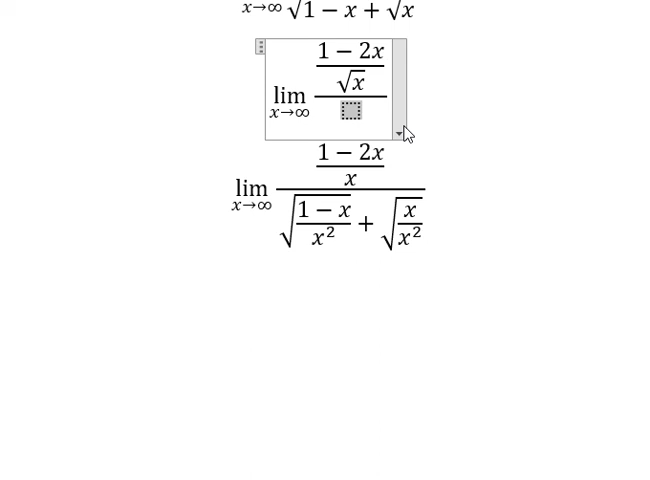 x→∞ √1 − x + √x
1 − 2x
√x
lim
x→∞
1 − 2x
x
lim
x→∞
√(1 − x / x²) + √(x / x²)